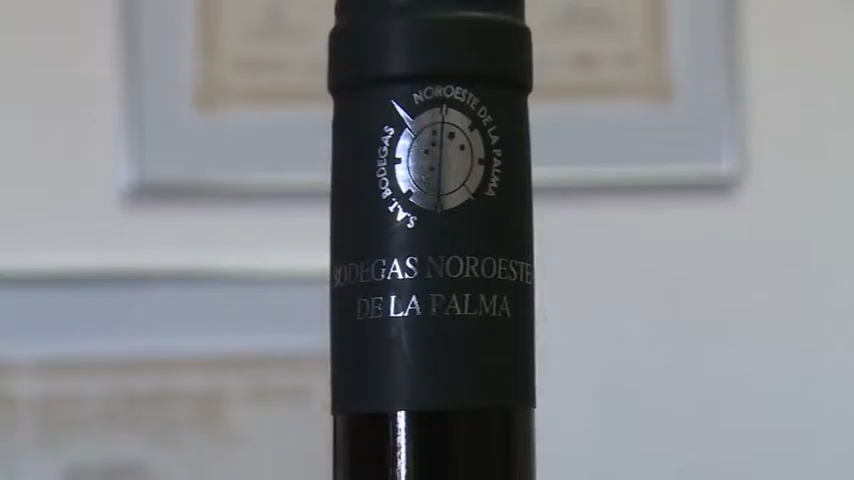 S.A.T. BODEGAS NOROESTE DE LA PALMA
BODEGAS NOROESTE
DE LA PALMA